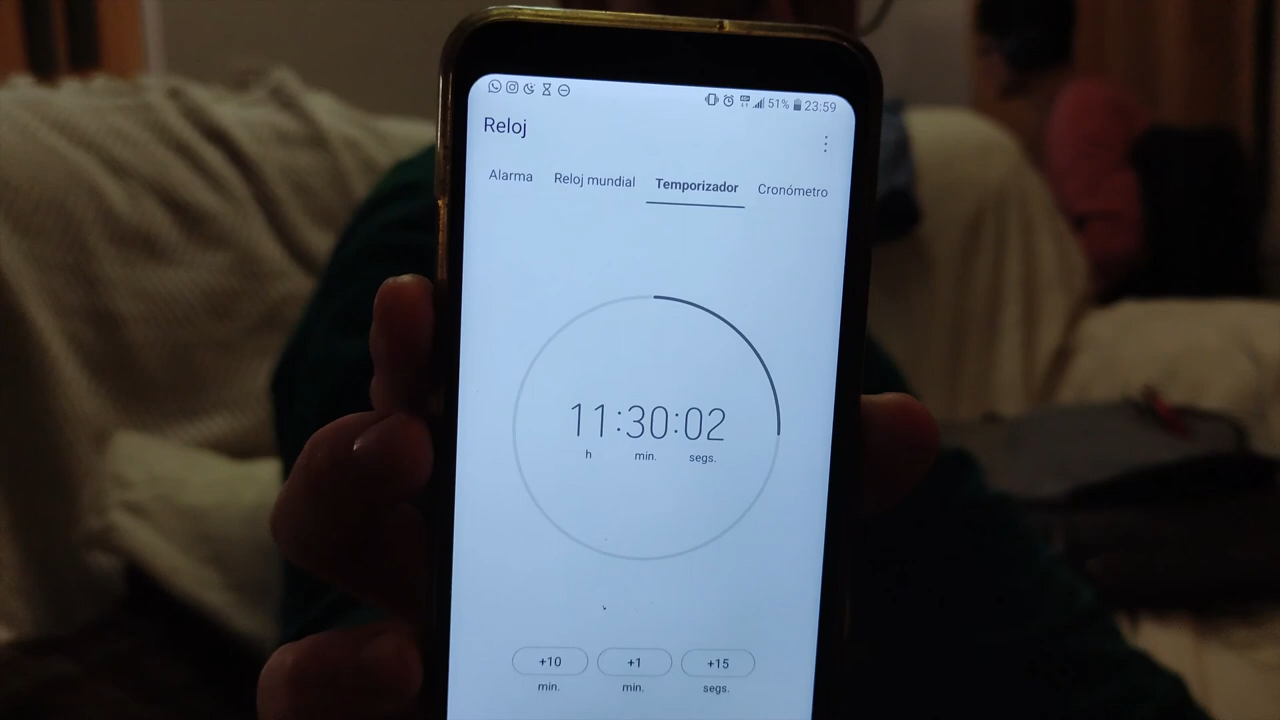 51% 23:59
Reloj
Alarma Reloj mundial Temporizador Cronómetro
11:30:02
h min. segs.
+10 +1 +15
min. min. segs.